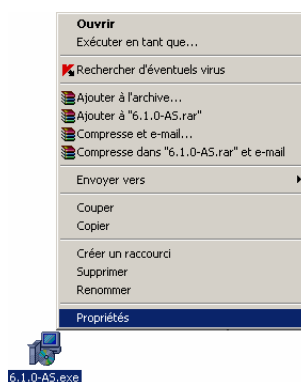 Ouvrir
Exécuter en tant que...
Rechercher d'éventuels virus
Ajouter à l'archive...
Ajouter à "6.1.0-AS.rar"
Compresse et e-mail...
Compresse dans "6.1.0-AS.rar" et e-mail
Envoyer vers
Couper
Copier
Créer un raccourci
Supprimer
Renommer
Propriétés
6.1.0-AS.exe